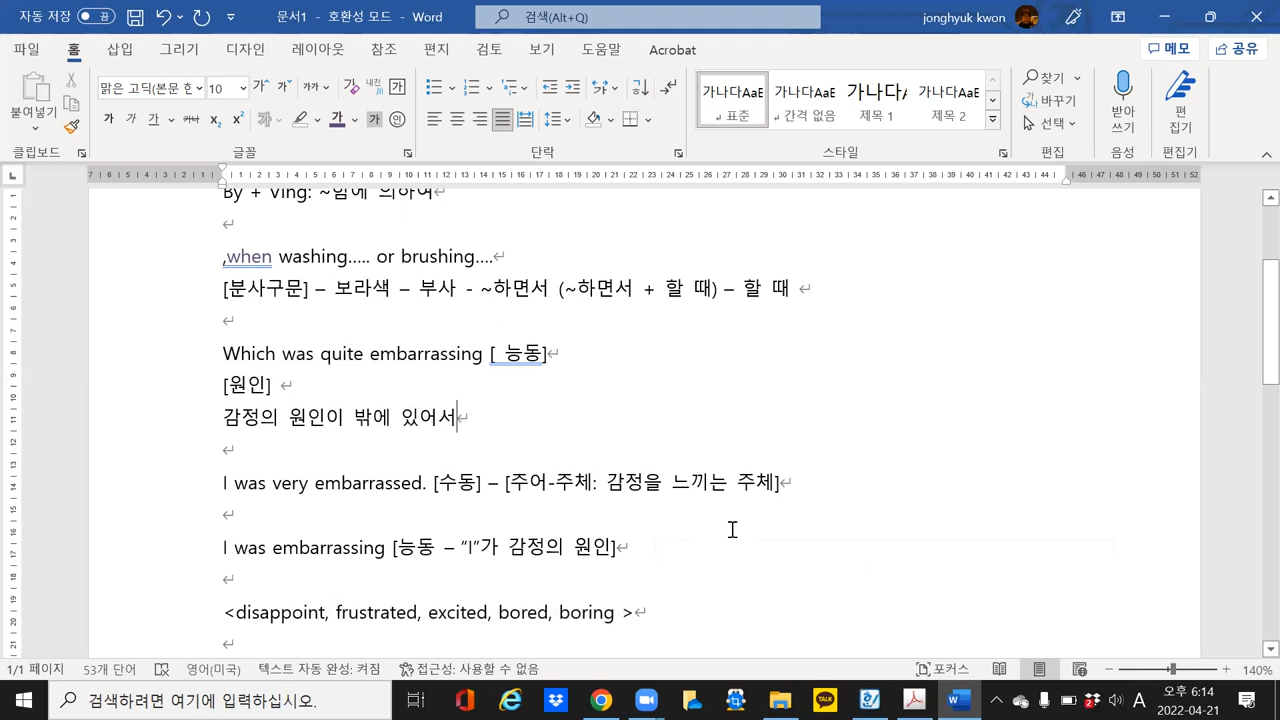 자동 저장 끔 문서1 - 호환성 모드 - Word 검색(Alt+Q) jonghyuk kwon
파일 홈 삽입 그리기 디자인 레이아웃 참조 편지 검토 보기 도움말 Acrobat 메모 공유
맑은 고딕(본문 한 10 가나다AaE 가나다AaE 가나다 가나다AaE 찾기
붙여넣기 바꾸기 받아쓰기 편집기
표준 간격 없음 제목 1 제목 2 선택
클립보드 글꼴 단락 스타일 편집 음성 편집기
By + Ving: ~함에 의하여
,when washing..... or brushing....
[분사구문] – 보라색 – 부사 - ~하면서 (~하면서 + 할 때) – 할 때
Which was quite embarrassing [ 능동]
[원인]
감정의 원인이 밖에 있어서
I was very embarrassed. [수동] – [주어-주체: 감정을 느끼는 주체]
I was embarrassing [능동 – “I”가 감정의 원인]
<disappoint, frustrated, excited, bored, boring >
1/1 페이지 53개 단어 영어(미국) 텍스트 자동 완성: 켜짐 접근성: 사용할 수 없음 포커스 140%
검색하려면 여기에 입력하십시오. TALK A 오후 6:14
2022-04-21